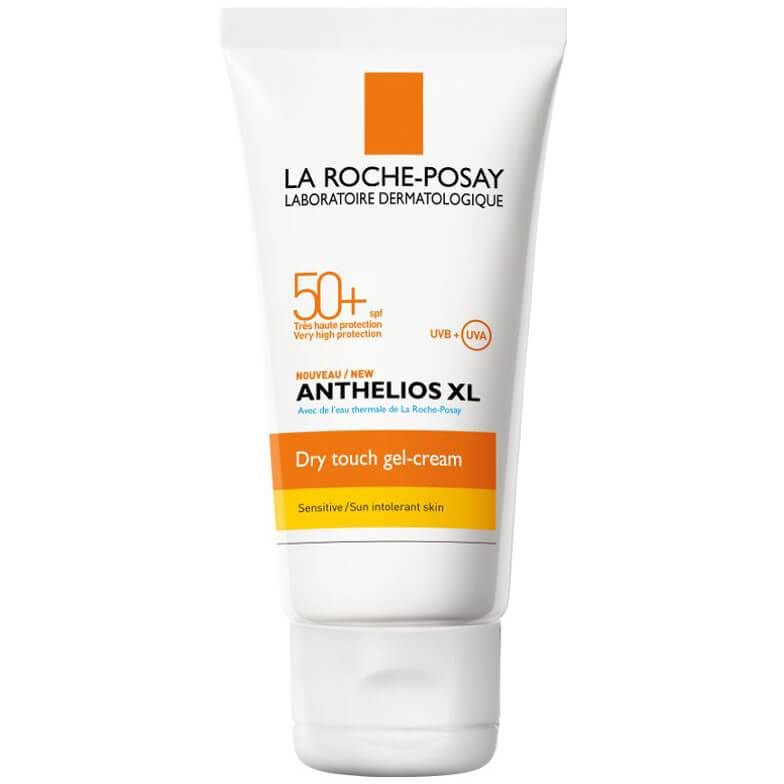 LA ROCHE-POSAY
LABORATOIRE DERMATOLOGIQUE
50+ spf
Très haute protection
Very high protection
UVB + UVA
NOUVEAU / NEW
ANTHELIOS XL
Avec de l'eau thermale de La Roche-Posay
Dry touch gel-cream
Sensitive/Sun intolerant skin